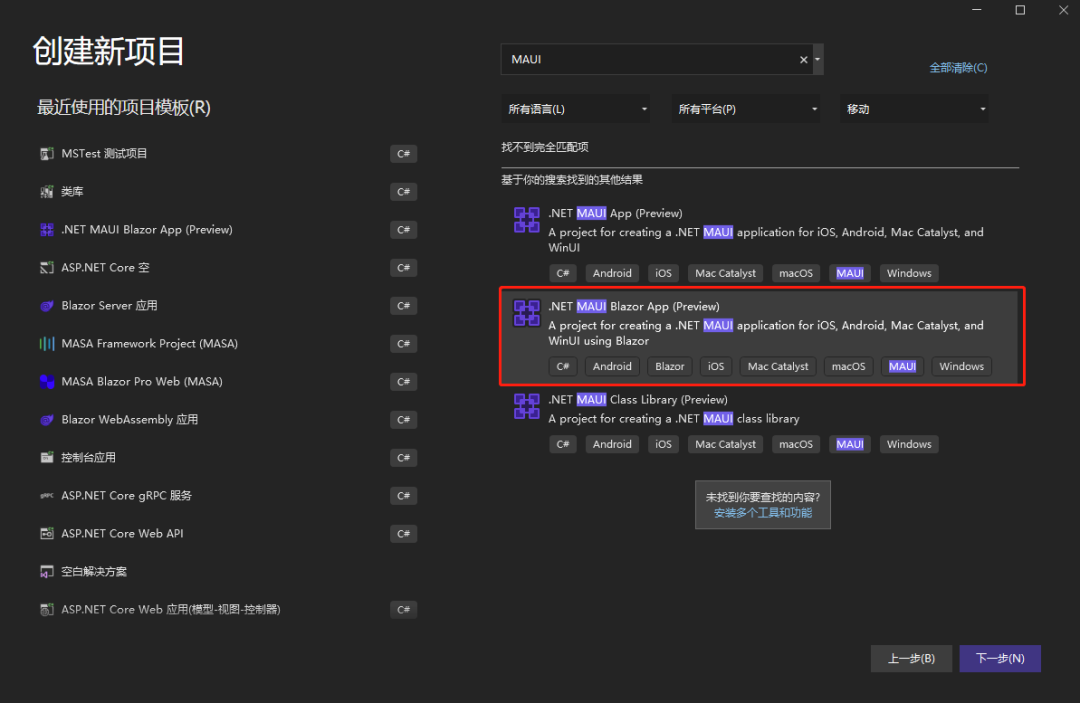 创建新项目
最近使用的项目模板(R)
MSTest 测试项目
C#
类库
C#
.NET MAUI Blazor App (Preview)
C#
ASP.NET Core 空
C#
Blazor Server 应用
C#
MASA Framework Project (MASA)
C#
MASA Blazor Pro Web (MASA)
C#
Blazor WebAssembly 应用
C#
控制台应用
C#
ASP.NET Core gRPC 服务
C#
ASP.NET Core Web API
C#
空白解决方案
ASP.NET Core Web 应用(模型-视图-控制器)
C#
MAUI
全部清除(C)
所有语言(L) 所有平台(P) 移动
找不到完全匹配项
基于你的搜索找到的其他结果
.NET MAUI App (Preview)
A project for creating a .NET MAUI application for iOS, Android, Mac Catalyst, and
WinUI
C# Android iOS Mac Catalyst macOS MAUI Windows
.NET MAUI Blazor App (Preview)
A project for creating a .NET MAUI application for iOS, Android, Mac Catalyst, and
WinUI using Blazor
C# Android Blazor iOS Mac Catalyst macOS MAUI Windows
.NET MAUI Class Library (Preview)
A project for creating a .NET MAUI class library
C# Android iOS Mac Catalyst macOS MAUI Windows
未找到你要查找的内容?
安装多个工具和功能
上一步(B) 下一步(N)